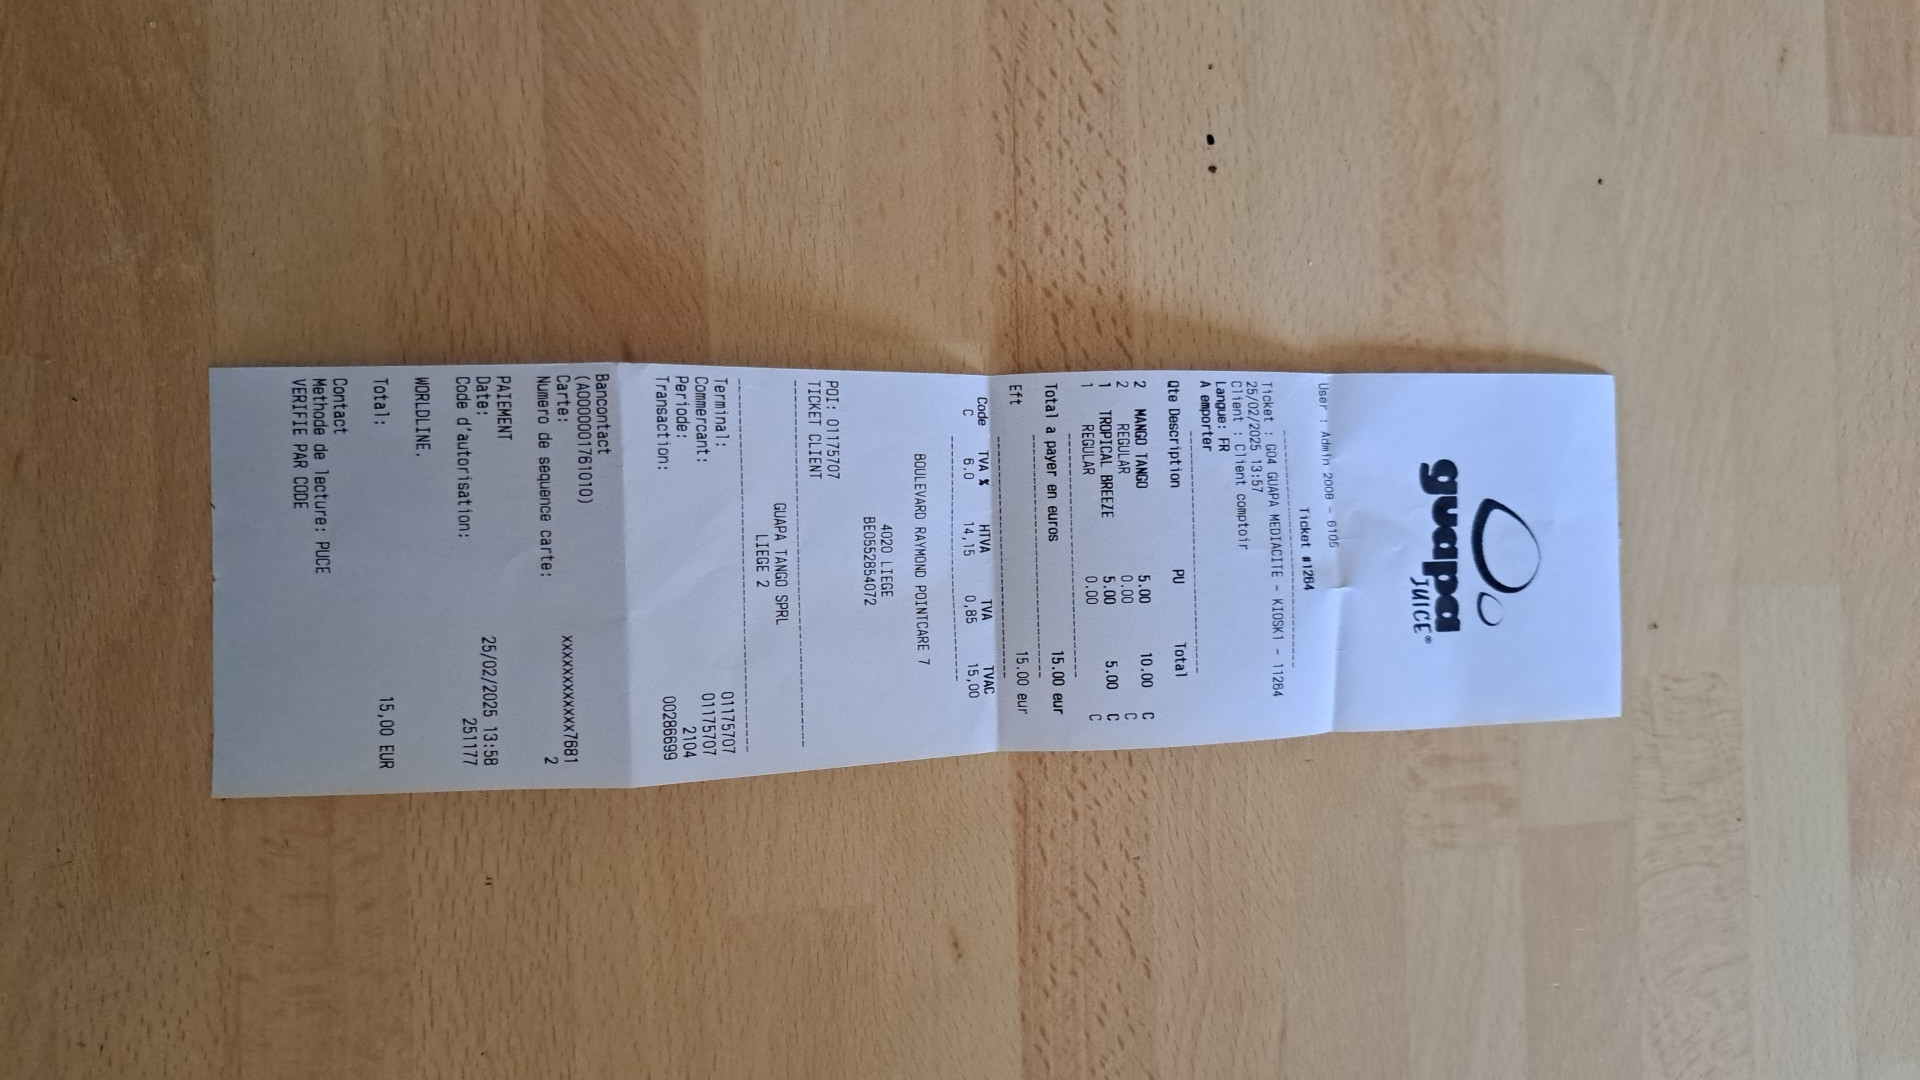 guapa
JUICE®
User : Admin 2008 - 6105
Ticket #1264
Ticket : G04 GUAPA MEDIACITE - KIOSK1 - 11264
25/02/2025 13:57
Client : Client comptoir
Langue: FR
A emporter
Qte Description PU Total
2 MANGO TANGO 5.00 10.00 C
2 REGULAR 0.00 C
1 TROPICAL BREEZE 5.00 5.00 C
1 REGULAR 0.00 C
Total a payer en euros 15.00 eur
Eft 15.00 eur
Code TVA % HTVA TVA TVAC
C 6.0 14,15 0,85 15,00
BOULEVARD RAYMOND POINTCARE 7
4020 LIEGE
BE0552854072
POI: 01175707
TICKET CLIENT
GUAPA TANGO SPRL
LIEGE 2
Terminal: 01175707
Commercant: 01175707
Periode: 2104
Transaction: 00286699
Bancontact
(A0000001761010)
Carte: xxxxxxxxxxxxx7681
Numero de sequence carte: 2
PAIEMENT
Date: 25/02/2025 13:58
Code d'autorisation: 251177
WORLDLINE.
Total: 15,00 EUR
Contact
Methode de lecture: PUCE
VERIFIE PAR CODE